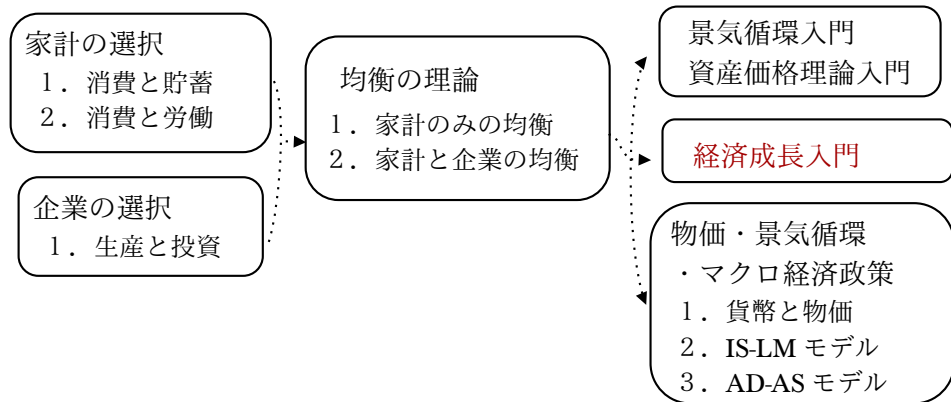 家計の選択
１．消費と貯蓄
２．消費と労働
企業の選択
１．生産と投資
均衡の理論
１．家計のみの均衡
２．家計と企業の均衡
景気循環入門
資産価格理論入門
経済成長入門
物価・景気循環
・マクロ経済政策
１．貨幣と物価
２．IS-LM モデル
３．AD-AS モデル